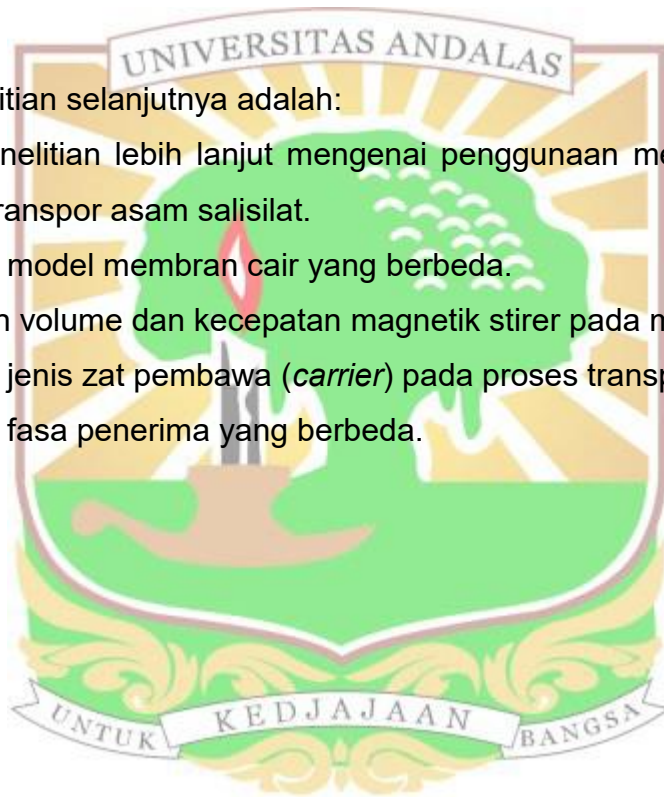 UNIVERSITAS ANDALAS
itian selanjutnya adalah:
nelitian lebih lanjut mengenai penggunaan me
ranspor asam salisilat.
model membran cair yang berbeda.
n volume dan kecepatan magnetik stirer pada m
jenis zat pembawa (carrier) pada proses transp
fasa penerima yang berbeda.
UNTUK KEDJAJAAN BANGSA